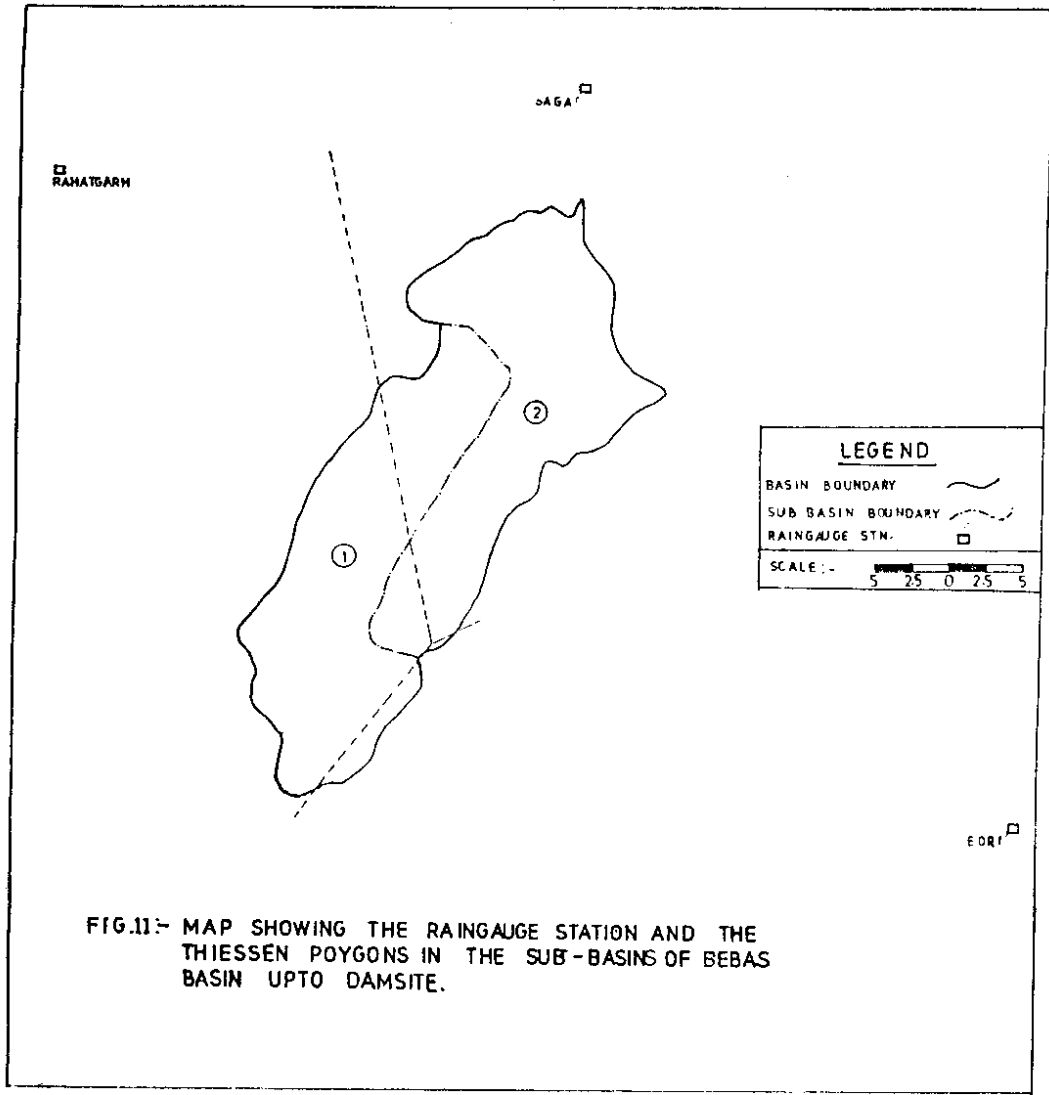 RAHATGARH
②
①
LEGEND
BASIN BOUNDARY
SUB BASIN BOUNDARY
RAINGAUGE STN.
SCALE:-
5 2.5 0 2.5 5
FIG.11:- MAP SHOWING THE RAINGAUGE STATION AND THE
THIESSEN POYGONS IN THE SUB-BASINS OF BEBAS
BASIN UPTO DAMSITE.